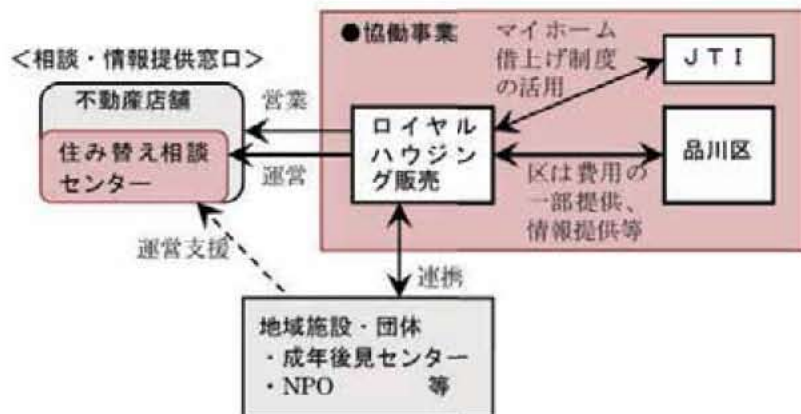 ●協働事業
マイホーム
借上げ制度
の活用
JTI
＜相談・情報提供窓口＞
不動産店舗
住み替え相談
センター
営業
運営
ロイヤル
ハウジン
グ販売
品川区
区は費用の
一部提供、
情報提供等
運営支援
連携
地域施設・団体
・成年後見センター
・NPO 等